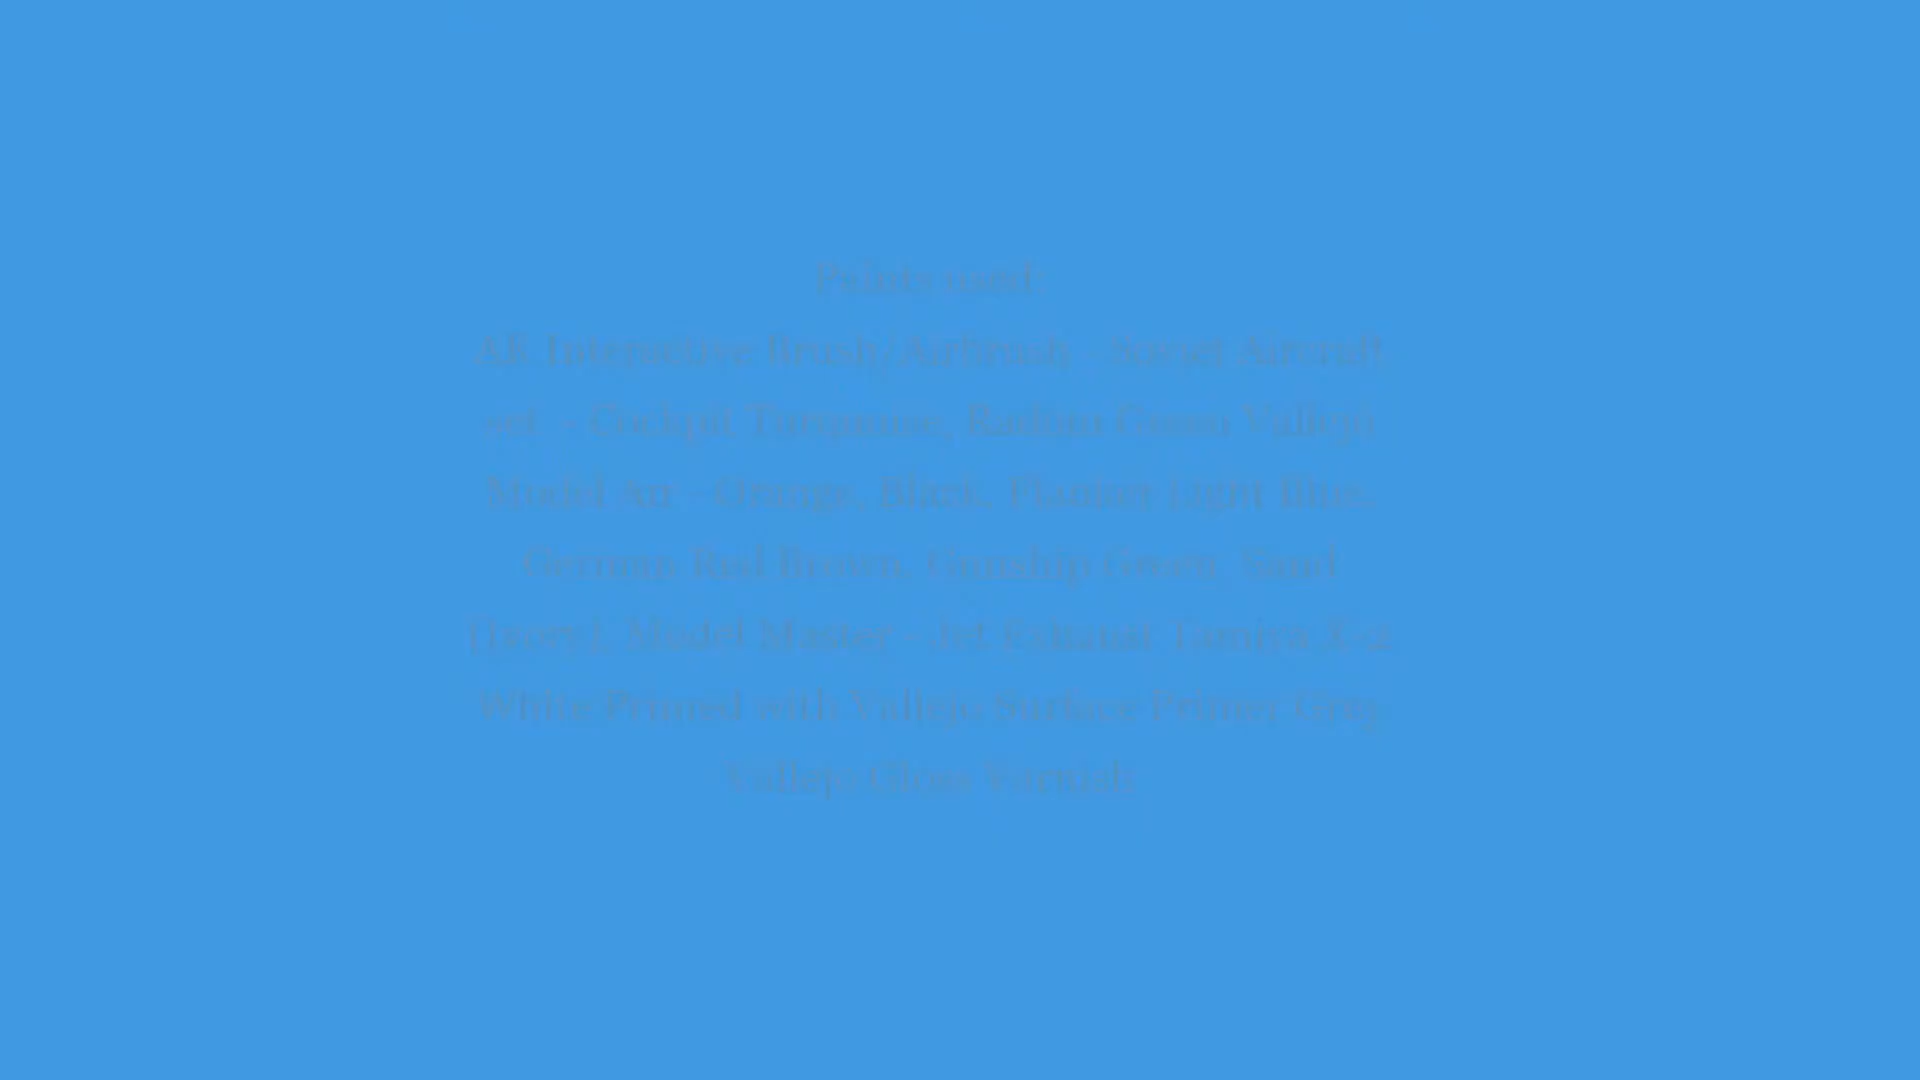 Paints used:
AK Interactive Brush/AirBrush - Soviet Aircraft
set - Cockpit Turquoise, Radium Green Vallejo
Model Air - Orange, Black, Flanker Light Blue,
German Red Brown, Gunship Green, Sand
(Ivory), Model Master - Jet Exhaust Tamiya X-2
White Primed with Vallejo Surface Primer Grey
Vallejo Gloss Varnish